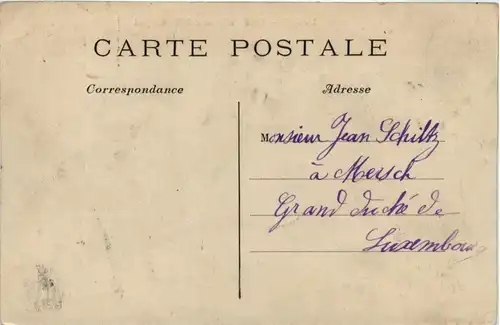 CARTE POSTALE
Correspondance
Adresse
Monsieur Jean Schiltz
à Mersch
Grand duché de
Luxembourg